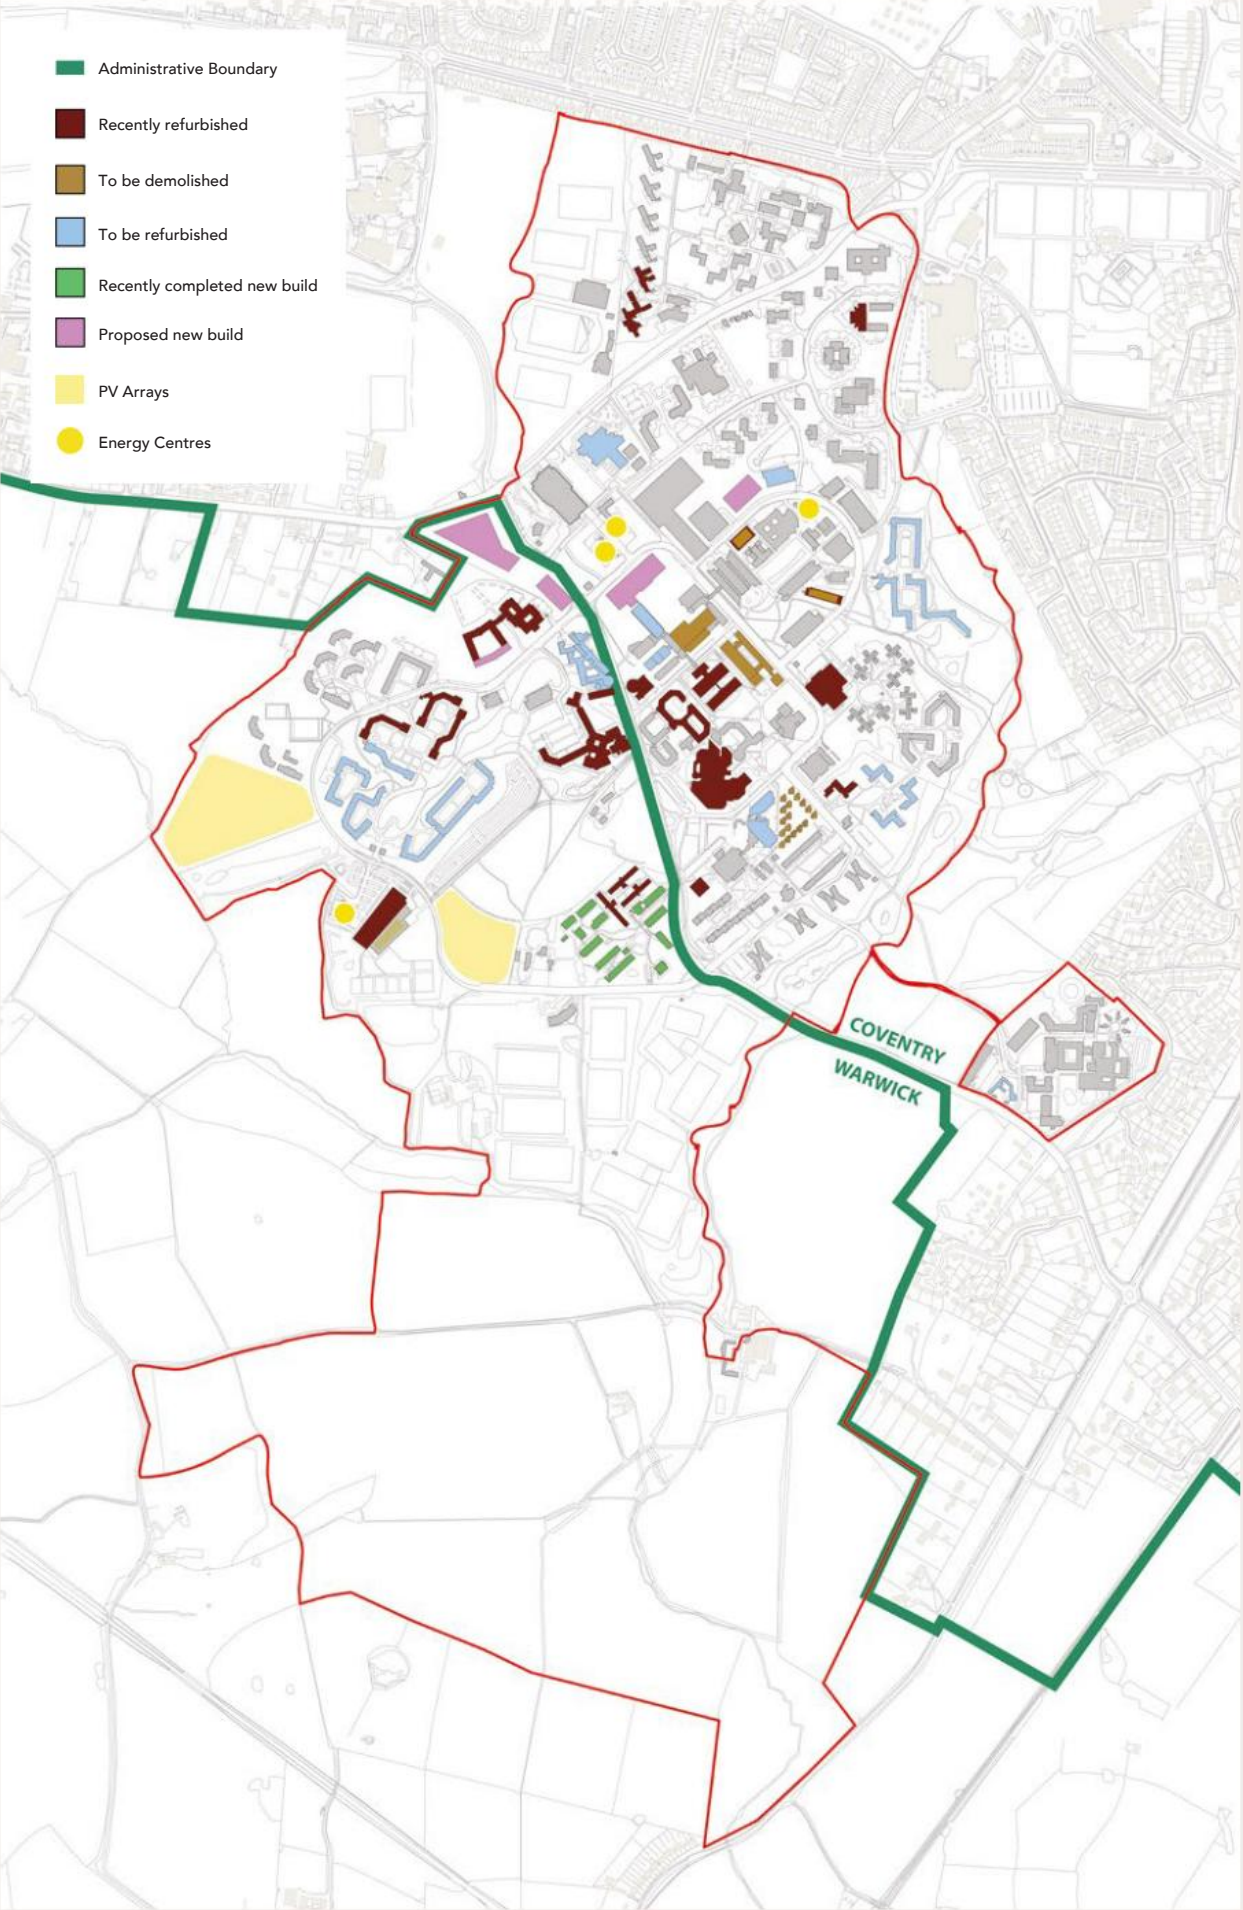 Administrative Boundary
Recently refurbished
To be demolished
To be refurbished
Recently completed new build
Proposed new build
PV Arrays
Energy Centres
COVENTRY
WARWICK